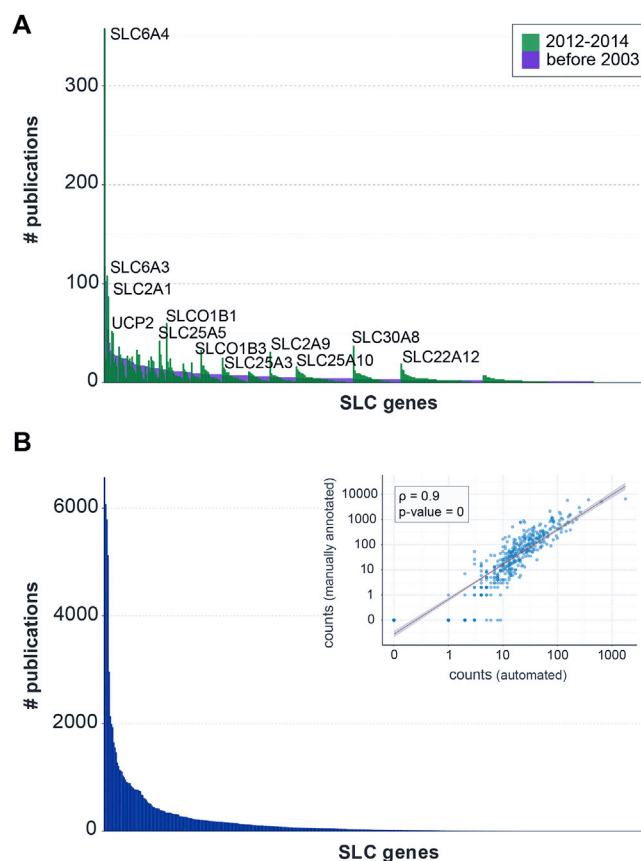 A
SLC6A4
2012-2014
before 2003
300
200
100
0
# publications
SLC6A3
SLC2A1
UCP2
SLCO1B1
SLC25A5
SLCO1B3
SLC2A9
SLC25A3
SLC25A10
SLC30A8
SLC22A12
SLC genes
B
6000
4000
2000
0
# publications
ρ = 0.9
p-value = 0
10000
1000
100
10
1
0
counts (manually annotated)
0 1 10 100 1000
counts (automated)
SLC genes